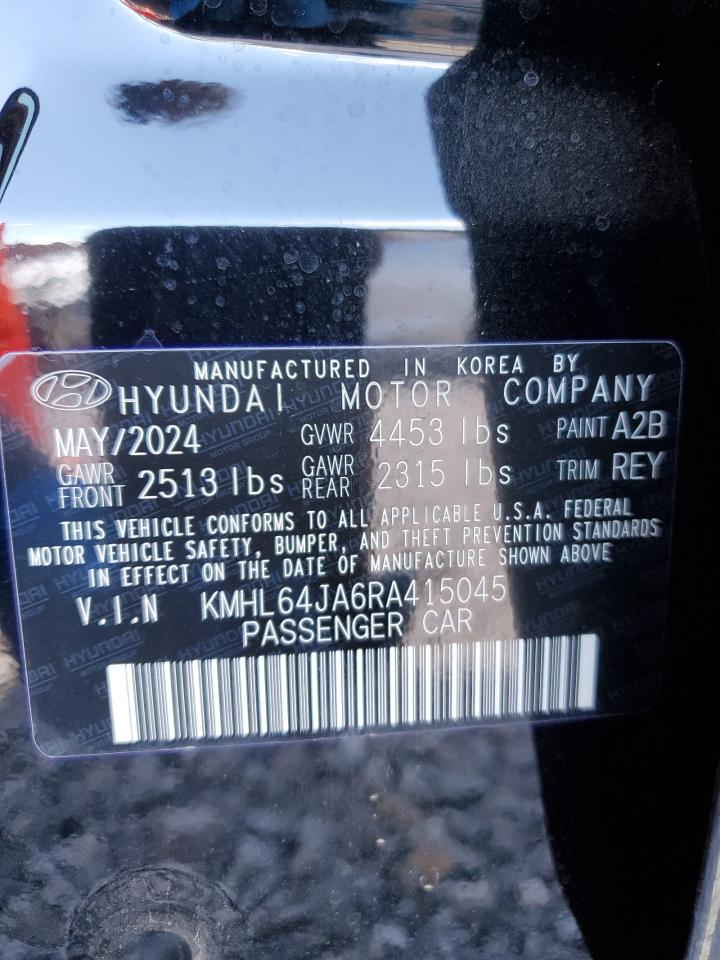 MANUFACTURED IN KOREA BY
HYUNDAI MOTOR COMPANY
MAY/2024 GVWR 4453 lbs PAINT A2B
GAWR FRONT 2513 lbs GAWR REAR 2315 lbs TRIM REY
THIS VEHICLE CONFORMS TO ALL APPLICABLE U.S.A. FEDERAL
MOTOR VEHICLE SAFETY, BUMPER, AND THEFT PREVENTION STANDARDS
IN EFFECT ON THE DATE OF MANUFACTURE SHOWN ABOVE
V.I.N KMHL64JA6RA415045
PASSENGER CAR